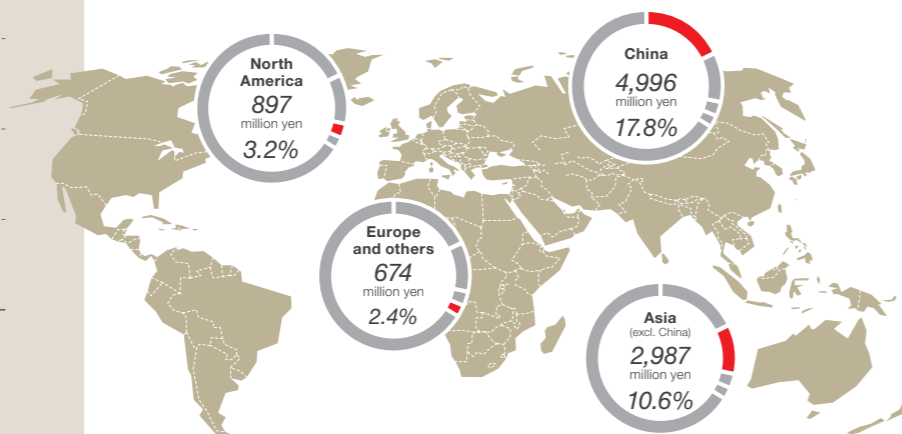 North
America
897
million yen
3.2%
China
4,996
million yen
17.8%
Europe
and others
674
million yen
2.4%
Asia
(excl. China)
2,987
million yen
10.6%